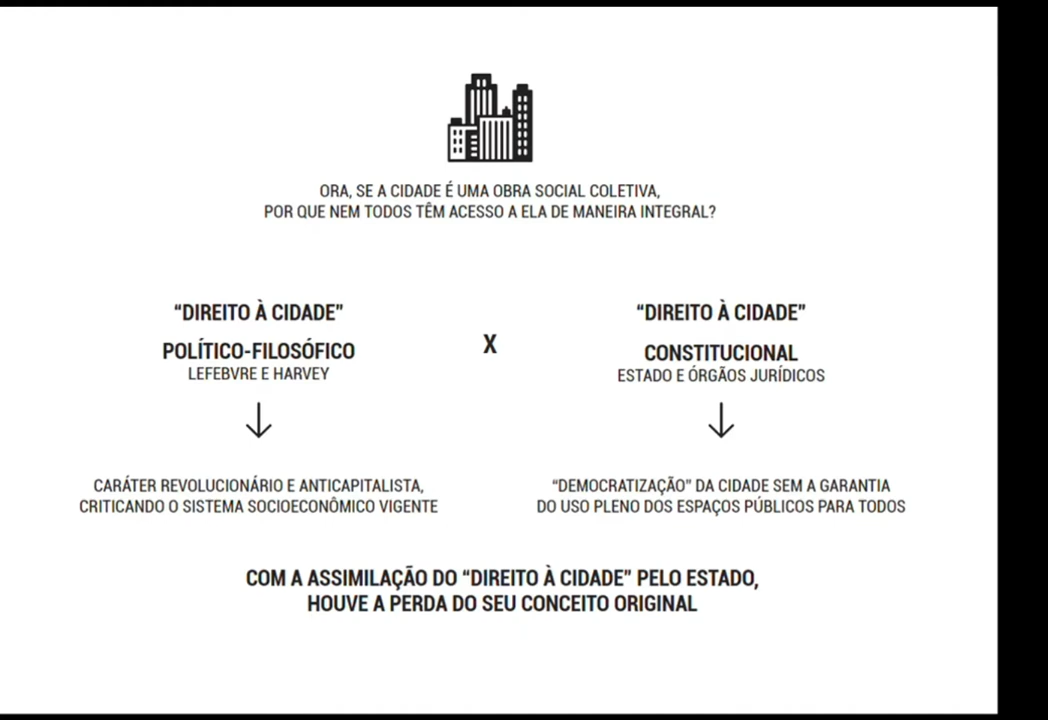 ORA, SE A CIDADE É UMA OBRA SOCIAL COLETIVA,
POR QUE NEM TODOS TÊM ACESSO A ELA DE MANEIRA INTEGRAL?
“DIREITO À CIDADE”
POLÍTICO-FILOSÓFICO
LEFEBVRE E HARVEY
X
“DIREITO À CIDADE”
CONSTITUCIONAL
ESTADO E ÓRGÃOS JURÍDICOS
CARÁTER REVOLUCIONÁRIO E ANTICAPITALISTA,
CRITICANDO O SISTEMA SOCIOECONÔMICO VIGENTE
“DEMOCRATIZAÇÃO” DA CIDADE SEM A GARANTIA
DO USO PLENO DOS ESPAÇOS PÚBLICOS PARA TODOS
COM A ASSIMILAÇÃO DO “DIREITO À CIDADE” PELO ESTADO,
HOUVE A PERDA DO SEU CONCEITO ORIGINAL